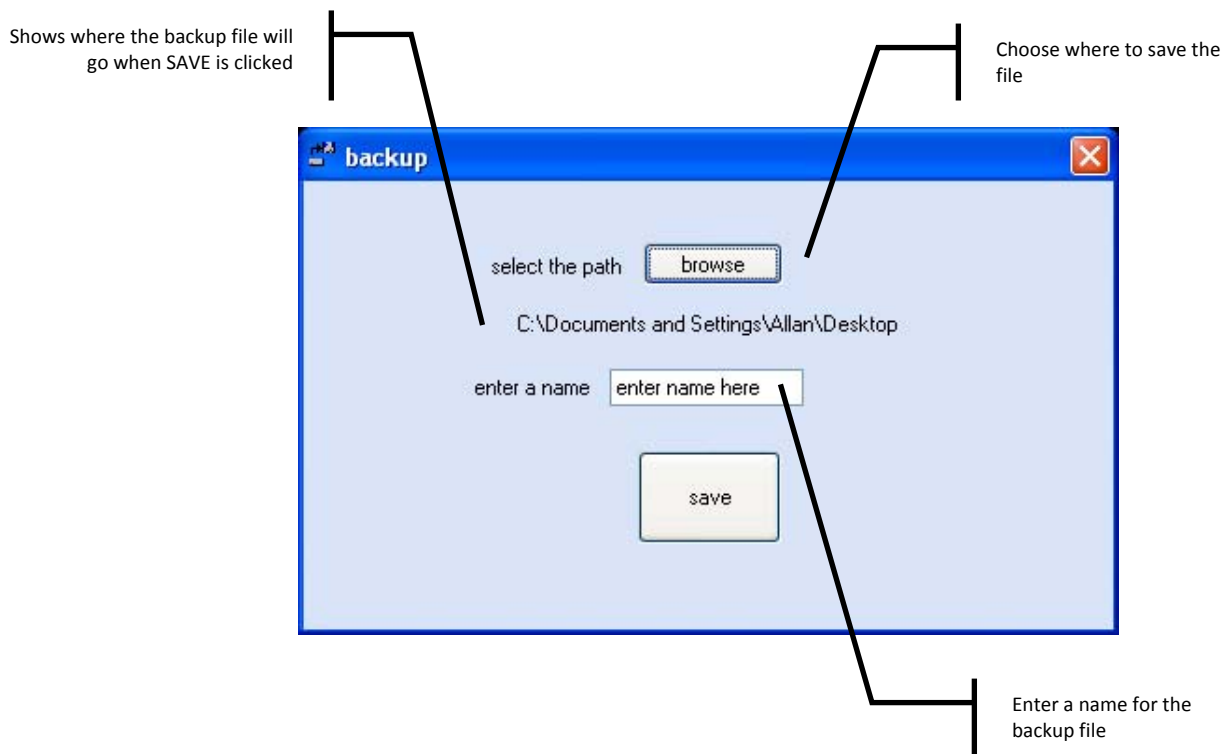 Shows where the backup file will
go when SAVE is clicked
Choose where to save the
file
backup
select the path
browse
C:\Documents and Settings\Allan\Desktop
enter a name
enter name here
save
Enter a name for the
backup file